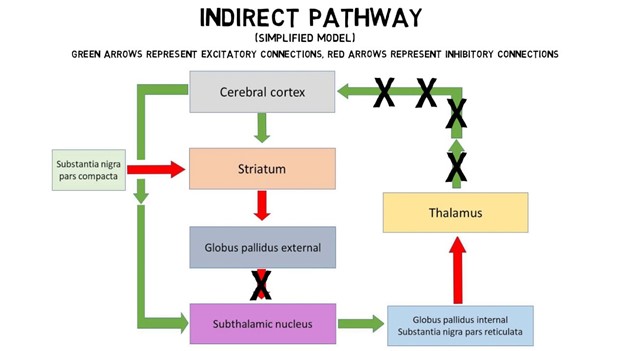 INDIRECT PATHWAY
(SIMPLIFIED MODEL)
GREEN ARROWS REPRESENT EXCITATORY CONNECTIONS, RED ARROWS REPRESENT INHIBITORY CONNECTIONS
Cerebral cortex
X X
X
Substantia nigra
pars compacta
Striatum
X
Thalamus
Globus pallidus external
X
Subthalamic nucleus
Globus pallidus internal
Substantia nigra pars reticulata